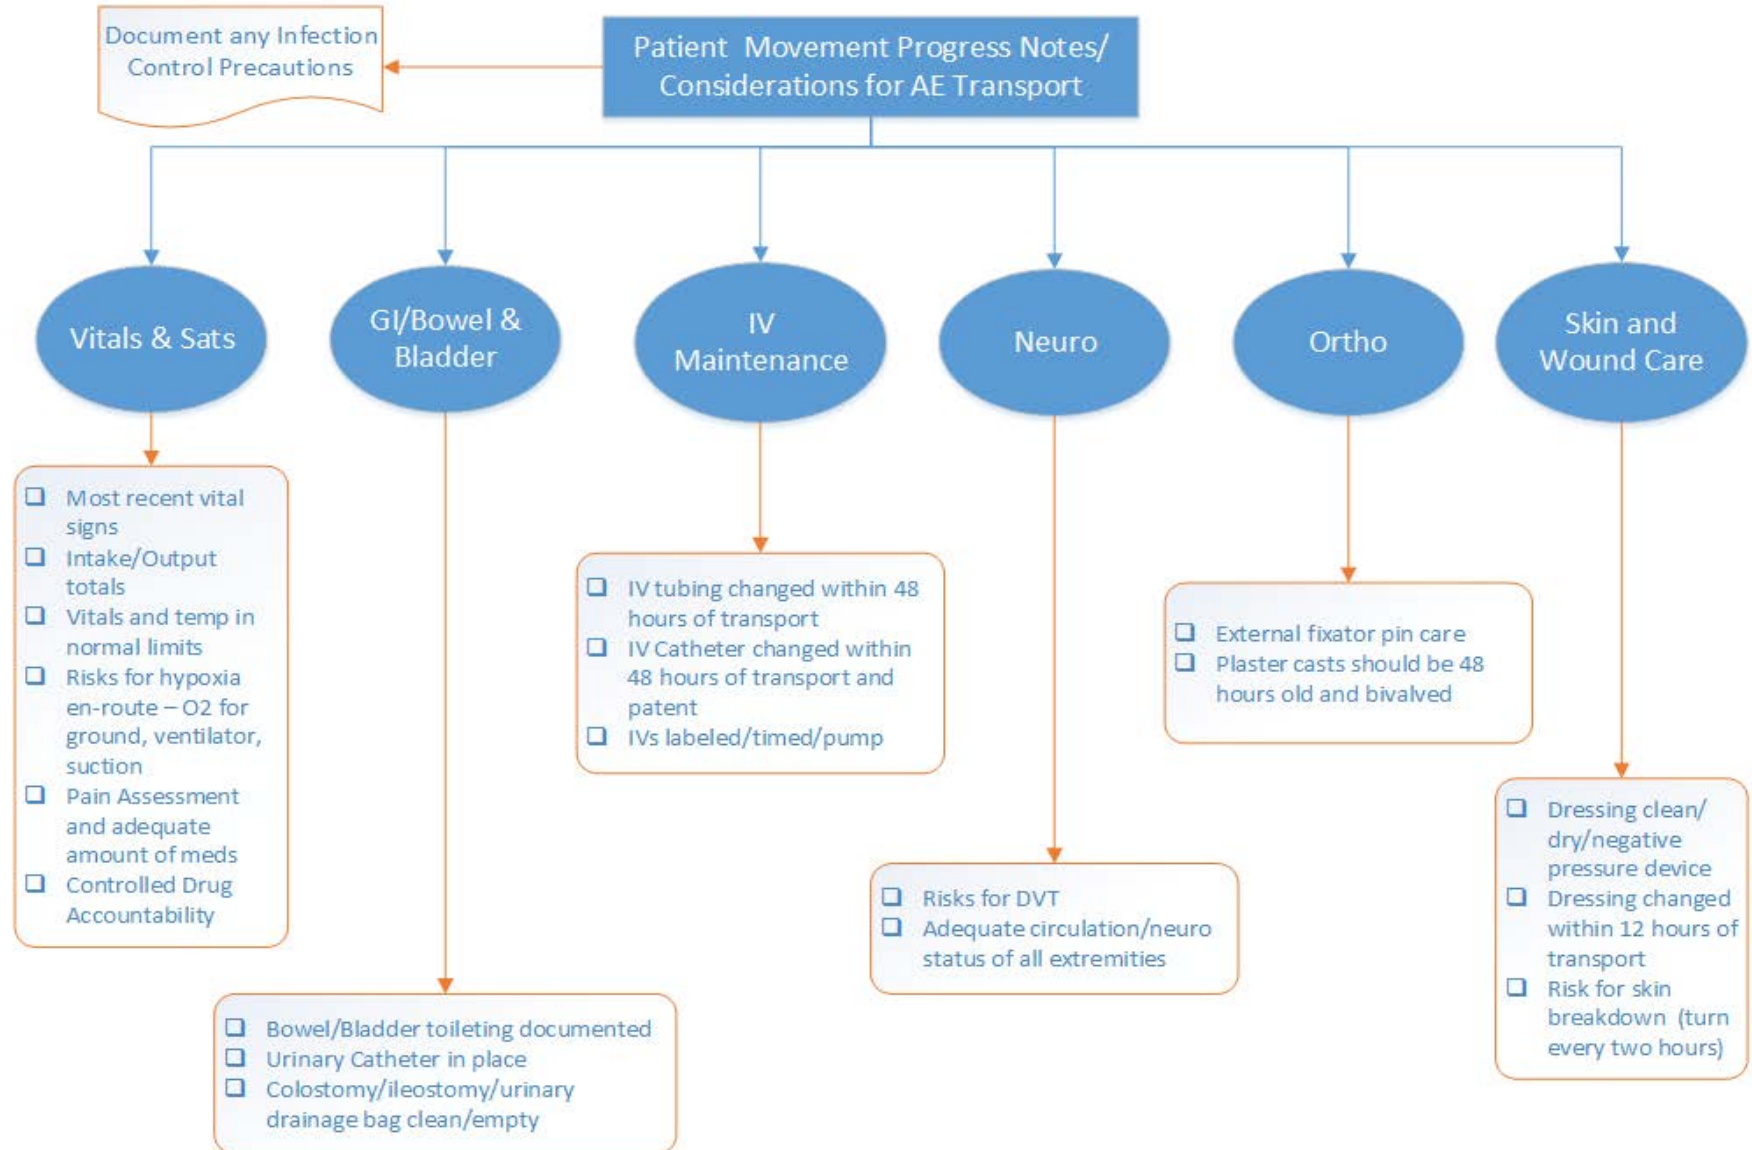 Document any Infection
Control Precautions
Patient Movement Progress Notes/
Considerations for AE Transport
Vitals & Sats
GI/Bowel &
Bladder
IV
Maintenance
Neuro
Ortho
Skin and
Wound Care
❑ Most recent vital
signs
❑ Intake/Output
totals
❑ Vitals and temp in
normal limits
❑ Risks for hypoxia
en-route – O2 for
ground, ventilator,
suction
❑ Pain Assessment
and adequate
amount of meds
❑ Controlled Drug
Accountability
❑ Bowel/Bladder toileting documented
❑ Urinary Catheter in place
❑ Colostomy/ileostomy/urinary
drainage bag clean/empty
❑ IV tubing changed within 48
hours of transport
❑ IV Catheter changed within
48 hours of transport and
patent
❑ IVs labeled/timed/pump
❑ Risks for DVT
❑ Adequate circulation/neuro
status of all extremities
❑ External fixator pin care
❑ Plaster casts should be 48
hours old and bivalved
❑ Dressing clean/
dry/negative
pressure device
❑ Dressing changed
within 12 hours of
transport
❑ Risk for skin
breakdown (turn
every two hours)